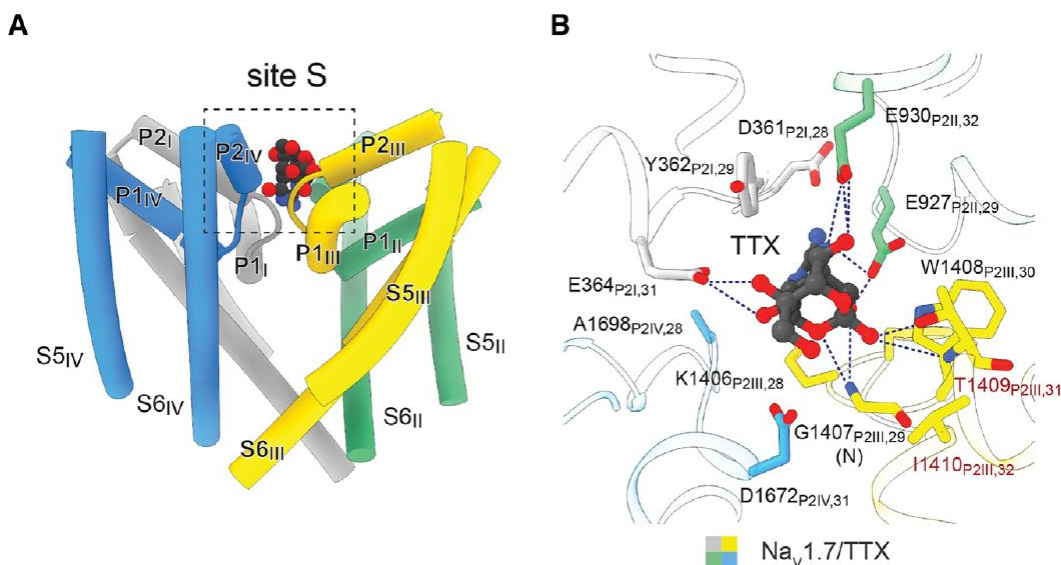 A
site S
P2I
P2IV
P2III
P1IV
P1I
P1III
P1II
S5III
S5IV
S6IV
S5II
S6II
S6III
B
E930P2II,32
D361P2I,28
Y362P2I,29
E927P2II,29
TTX
W1408P2III,30
E364P2I,31
A1698P2IV,28
K1406P2III,28
T1409P2III,31
G1407P2III,29
(N)
I1410P2III,32
D1672P2IV,31
Nav1.7/TTX